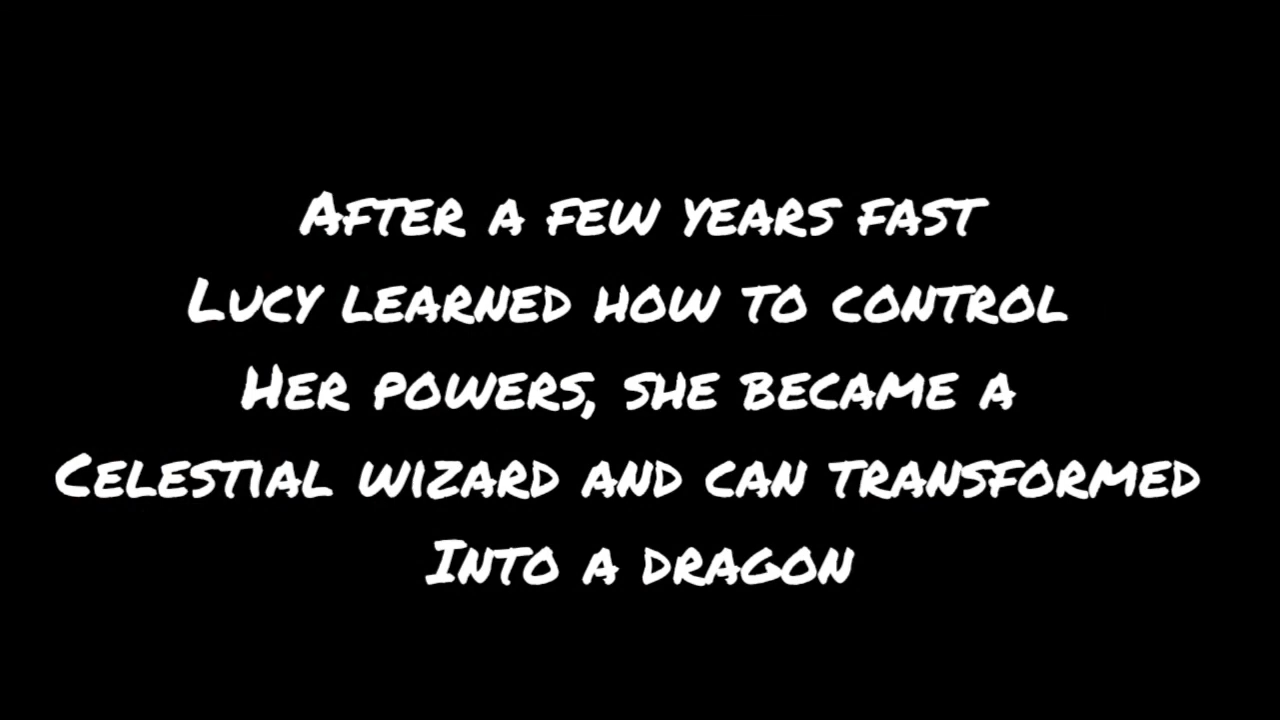 After a few years fast
Lucy learned how to control
Her powers, she became a
Celestial wizard and can transformed
Into a dragon